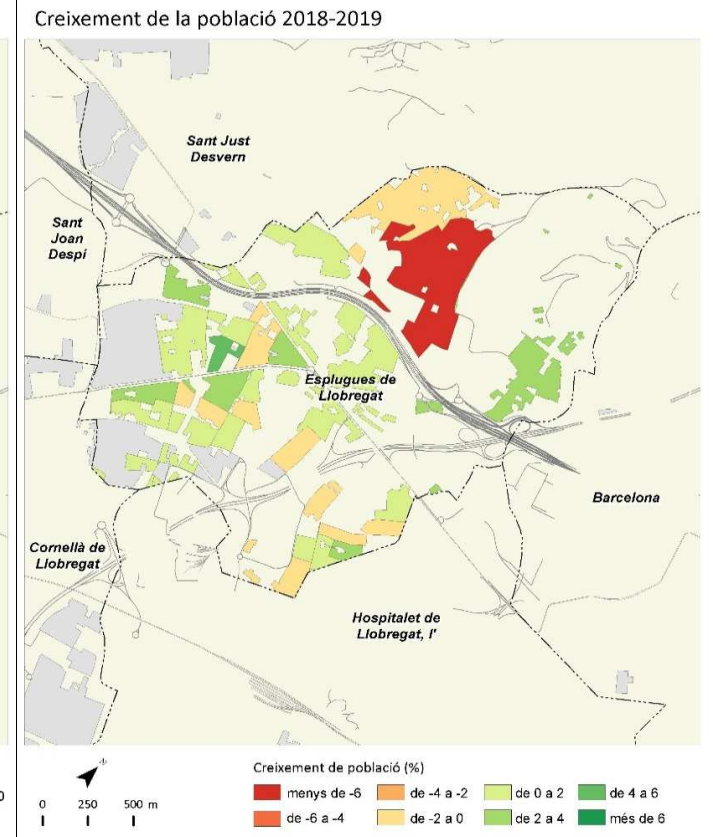 Creixement de la població 2018-2019
Sant Just
Desvern
Sant
Joan
Despí
Esplugues de
Llobregat
Barcelona
Cornellà de
Llobregat
Hospitalet de
Llobregat, l'
Creixement de població (%)
menys de -6
de -4 a -2
de 0 a 2
de 4 a 6
0 250 500 m
de -6 a -4
de -2 a 0
de 2 a 4
més de 6